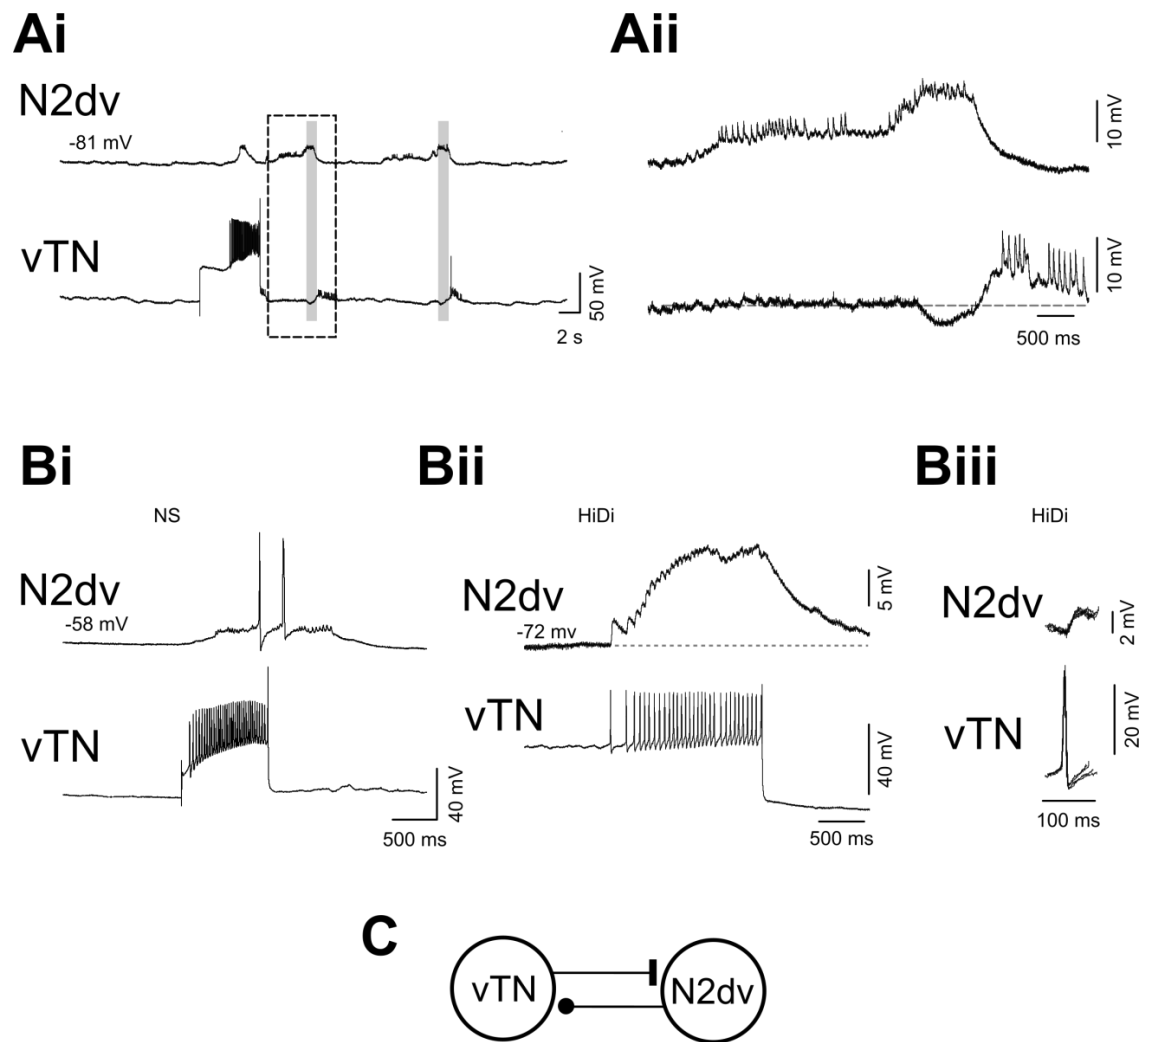 Ai
N2dv
-81 mV
vTN
50 mV
2 s
Aii
10 mV
10 mV
500 ms
Bi
NS
N2dv
-58 mV
vTN
40 mV
500 ms
Bii
HiDi
N2dv
-72 mv
5 mV
vTN
40 mV
500 ms
Biii
HiDi
N2dv
2 mV
vTN
20 mV
100 ms
C
vTN
N2dv